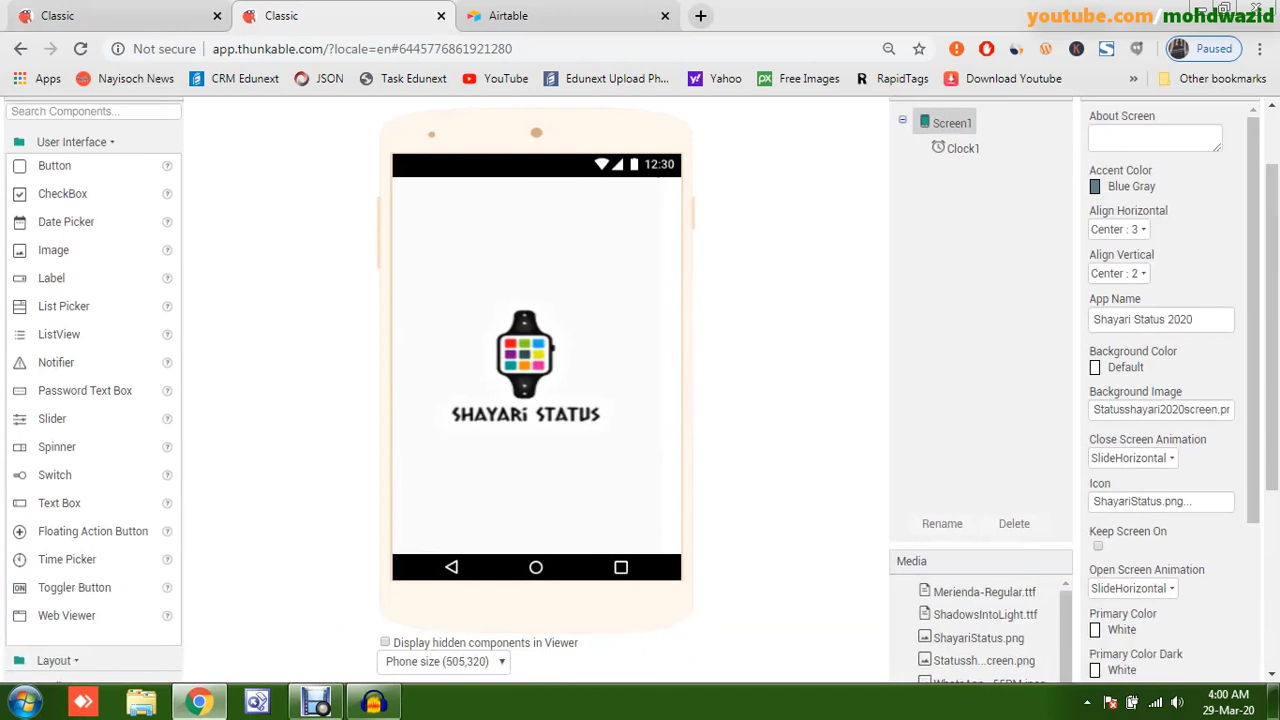 Classic
Classic
Airtable
youtube.com/mohdwazid
Not secure
app.thunkable.com/?locale=en#6445776861921280
Paused
Apps
Nayisoch News
CRM Edunext
JSON
Task Edunext
YouTube
Edunext Upload Ph...
Yahoo
Free Images
RapidTags
Download Youtube
»
Other bookmarks
Search Components...
User Interface
Button
CheckBox
Date Picker
Image
Label
List Picker
ListView
Notifier
Password Text Box
Slider
Spinner
Switch
Text Box
Floating Action Button
Time Picker
Toggler Button
Web Viewer
Layout
12:30
SHAYARi STATUS
Display hidden components in Viewer
Phone size (505,320)
Screen1
Clock1
Rename
Delete
Media
Merienda-Regular.ttf
ShadowsIntoLight.ttf
ShayariStatus.png
Statussh...creen.png
About Screen
Accent Color
Blue Gray
Align Horizontal
Center : 3
Align Vertical
Center : 2
App Name
Shayari Status 2020
Background Color
Default
Background Image
Statusshayari2020screen.pr
Close Screen Animation
SlideHorizontal
Icon
ShayariStatus.png...
Keep Screen On
Open Screen Animation
SlideHorizontal
Primary Color
White
Primary Color Dark
White
4:00 AM
29-Mar-20